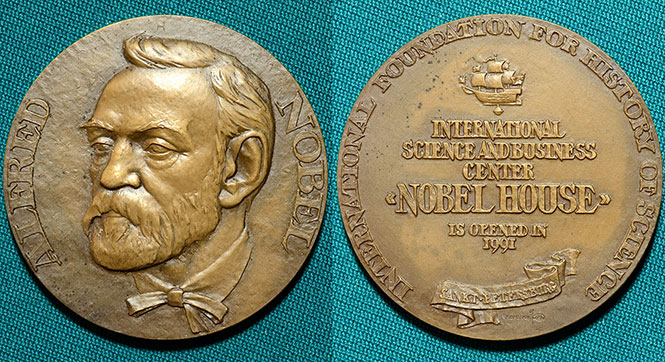 ALFRED
NOBEL
INTERNATIONAL FOUNDATION FOR HISTORY OF SCIENCE
INTERNATIONAL
SCIENCE AND BUSINESS
CENTER
«NOBEL HOUSE»
IS OPENED IN
1991
SANKT-PETERSBURG